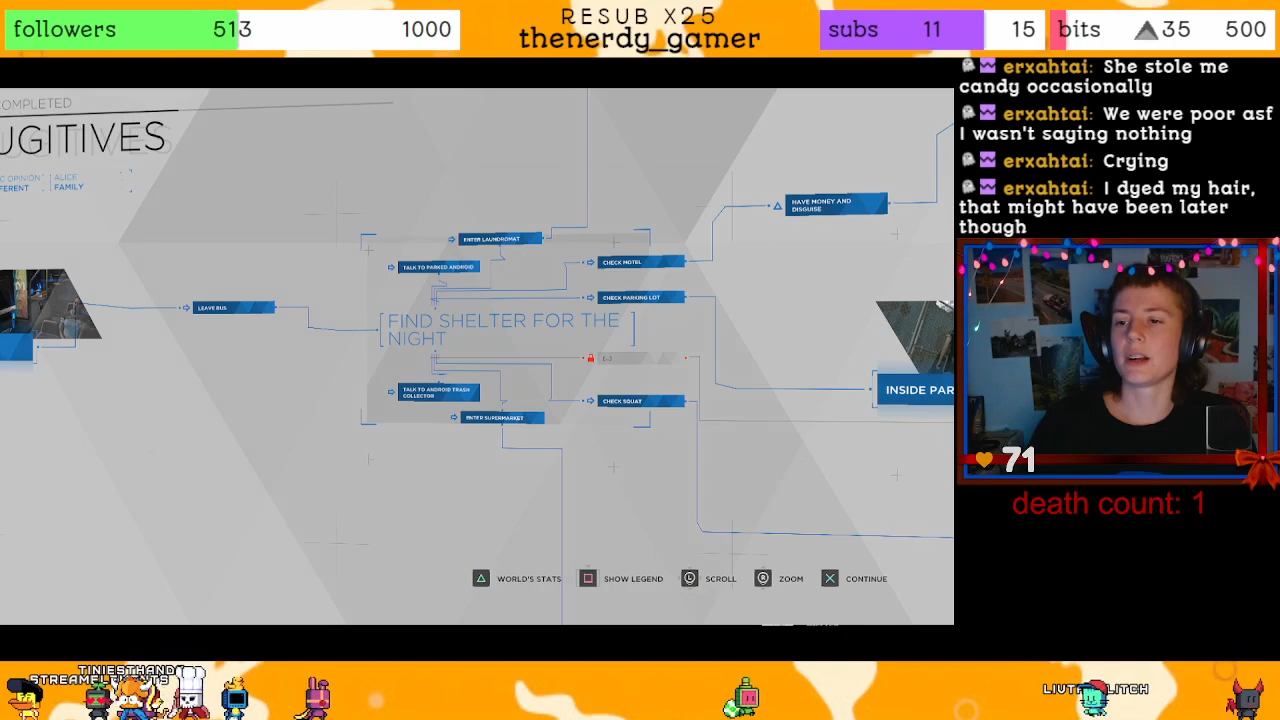 followers 513 1000
RESUB X25
thenerdy_gamer
subs 11 15
bits 35 500
erxahtai: She stole me
candy occasionally
erxahtai: We were poor asf
I wasn't saying nothing
erxahtai: Crying
erxahtai: I dyed my hair,
that might have been later
though
COMPLETED
UGITIVES
C OPINION
FERENT
ALICE
FAMILY
LEAVE BUS
ENTER LAUNDROMAT
TALK TO PARKED ANDROID
CHECK MOTEL
CHECK PARKING LOT
HAVE MONEY AND
DISGUISE
FIND SHELTER FOR THE
NIGHT
TALK TO ANDROID TRASH
COLLECTOR
ENTER SUPERMARKET
CHECK SQUAT
INSIDE PAR
WORLD'S STATS
SHOW LEGEND
L SCROLL
R ZOOM
CONTINUE
71
death count: 1
TINIESTHAND
STREAMELEMENTS